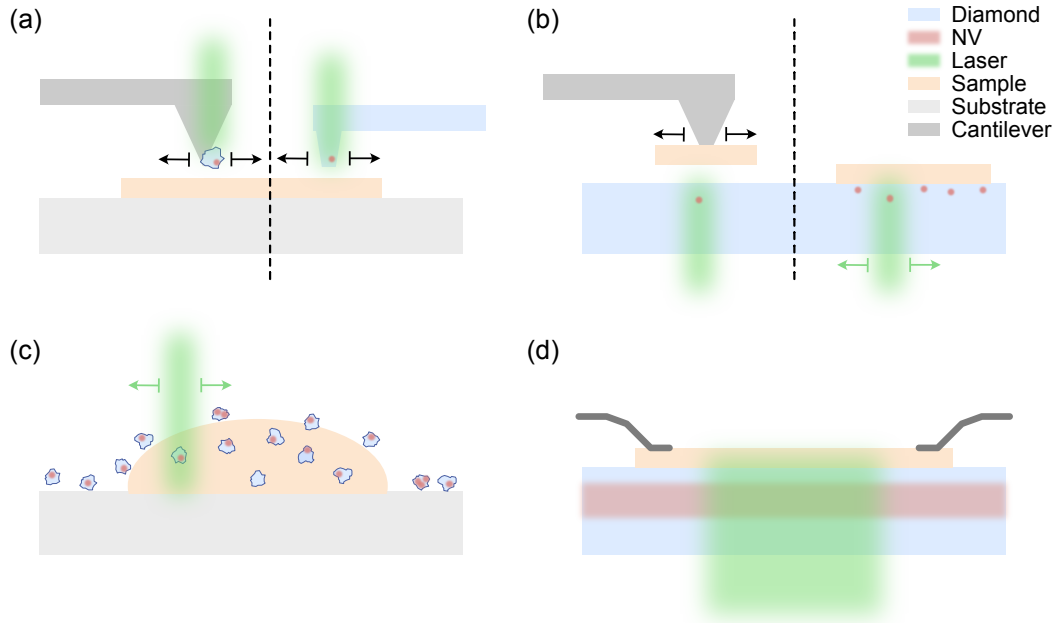 (a)
(b)
Diamond
NV
Laser
Sample
Substrate
Cantilever
(c)
(d)